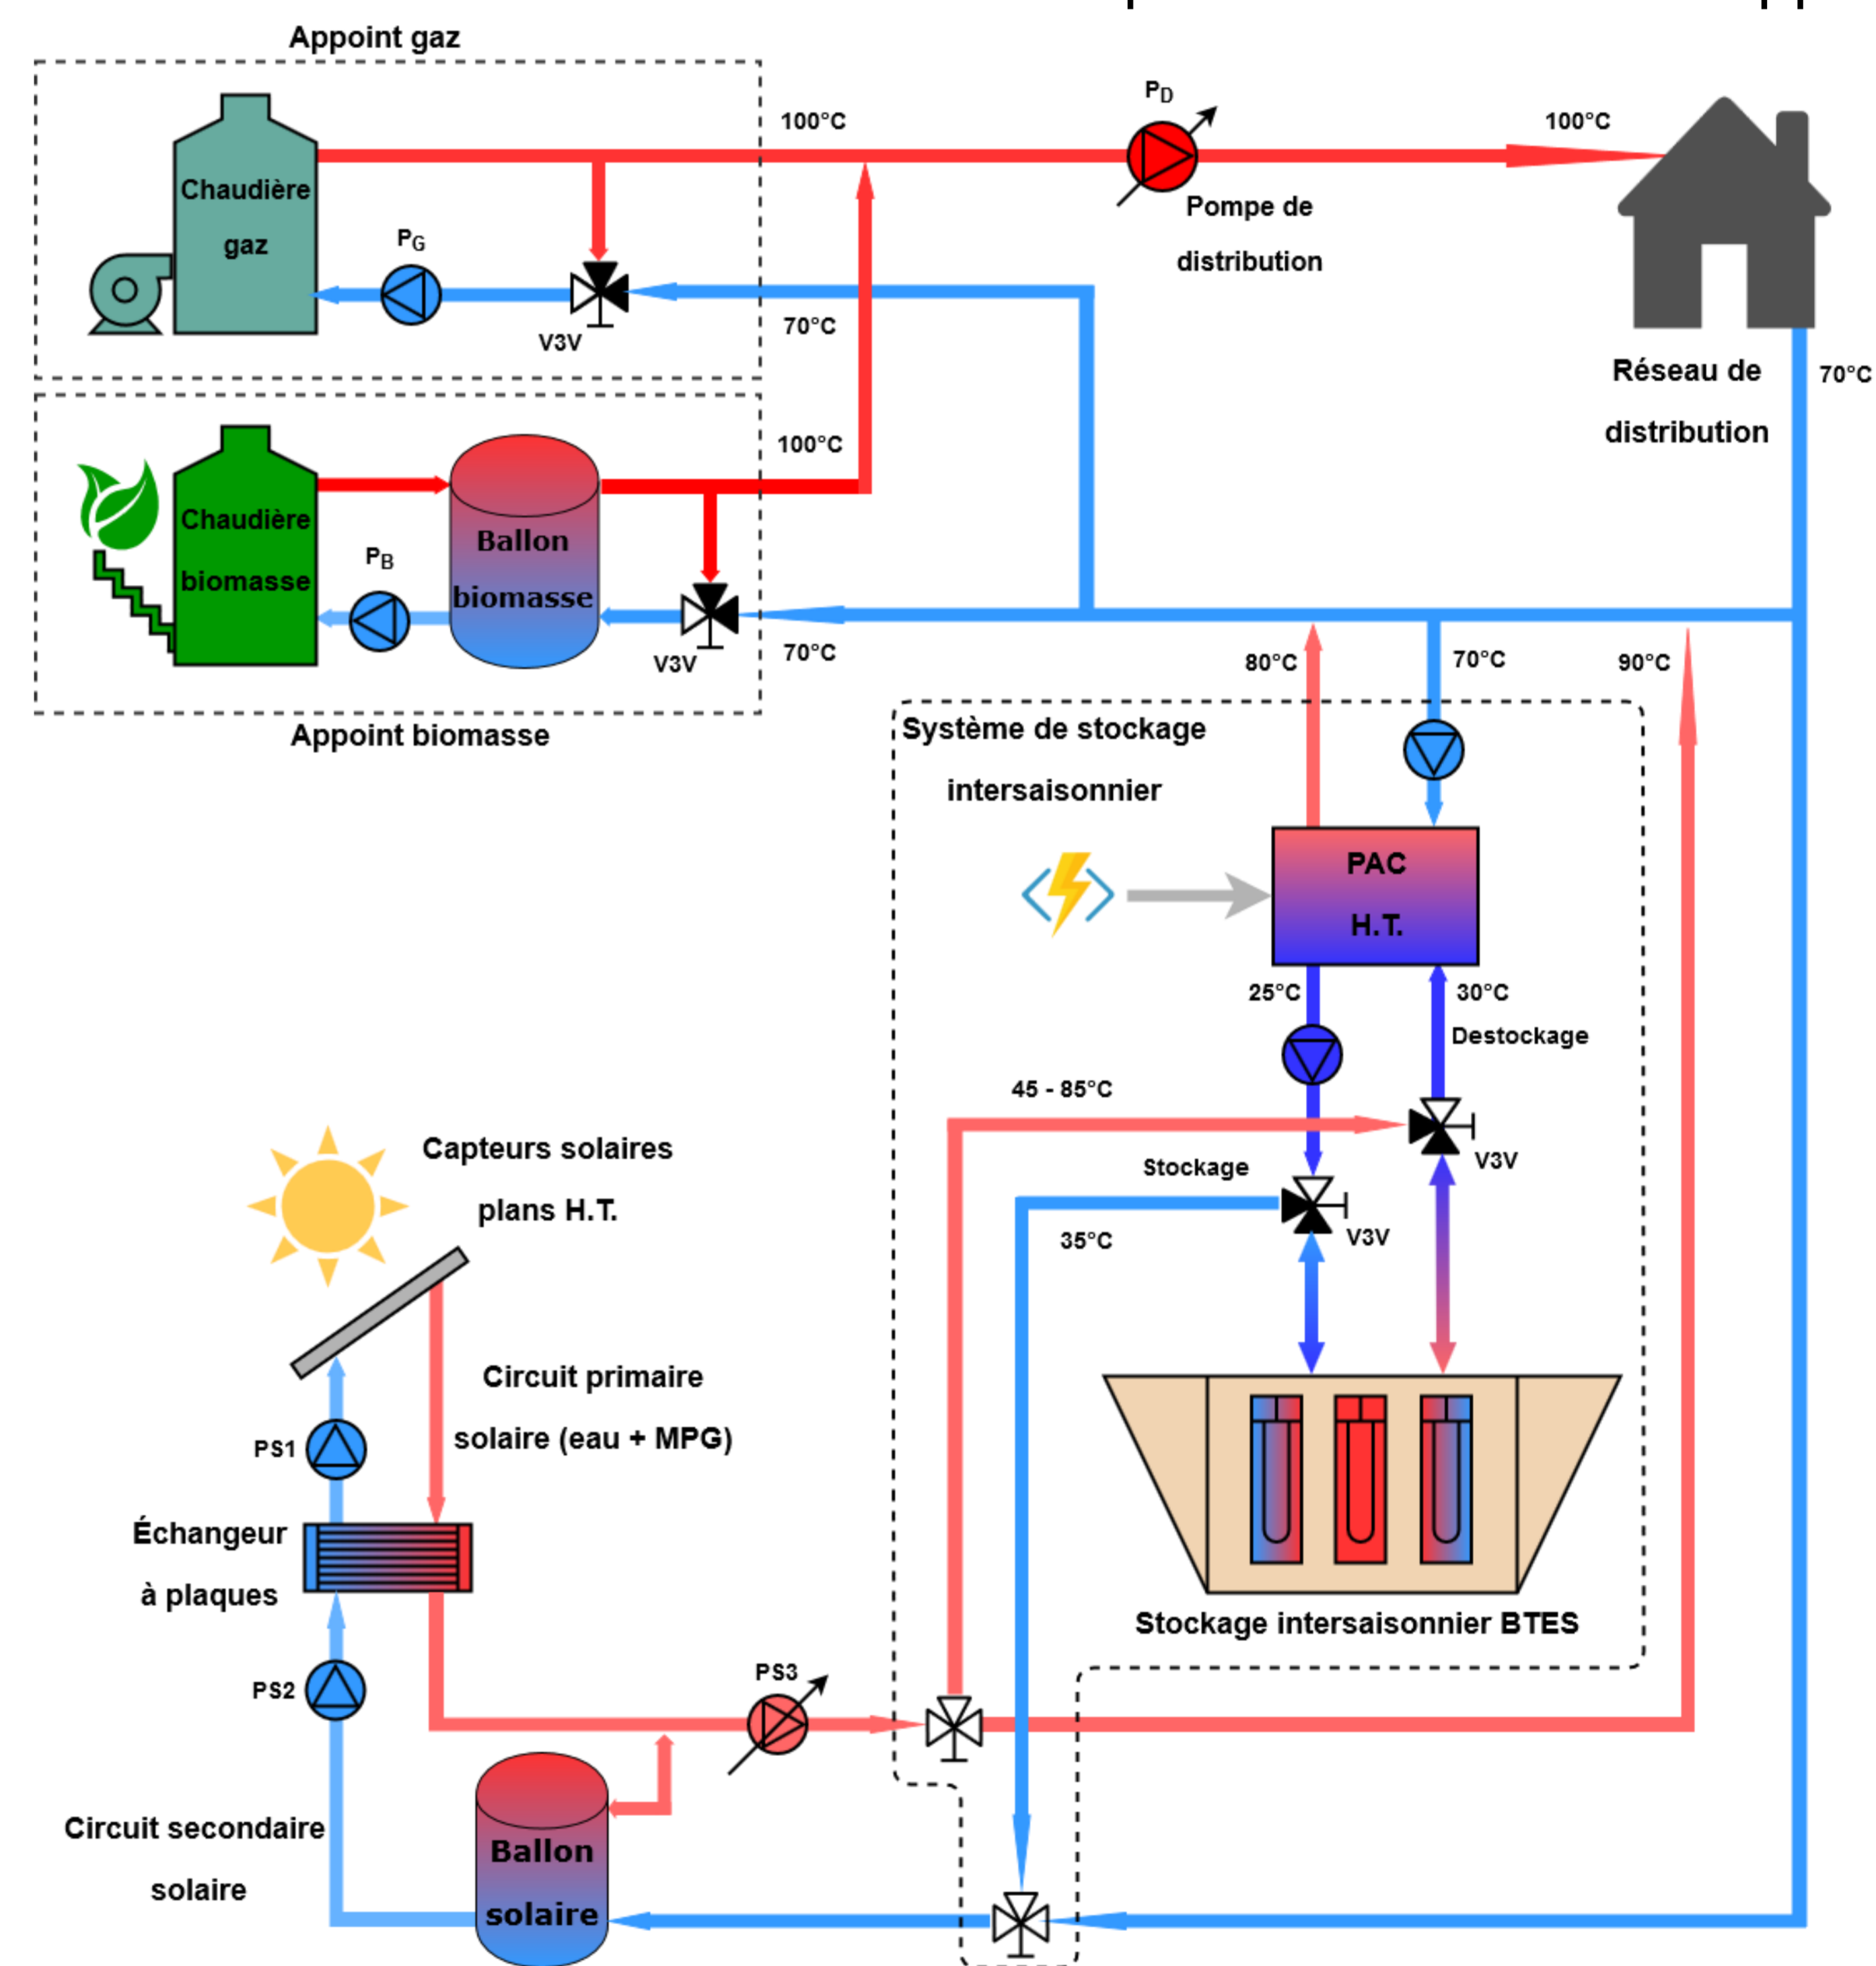 Appoint gaz
Chaudière
gaz
P_G
V3V
100°C
70°C
P_D
Pompe de
distribution
100°C
Réseau de
distribution
70°C
Chaudière
biomasse
P_B
Ballon
biomasse
V3V
100°C
70°C
Appoint biomasse
80°C
70°C
90°C
Système de stockage
intersaisonnier
PAC
H.T.
25°C
30°C
Destockage
45 - 85°C
V3V
Stockage
V3V
35°C
Capteurs solaires
plans H.T.
Circuit primaire
solaire (eau + MPG)
PS1
Échangeur
à plaques
PS2
Stockage intersaisonnier BTES
PS3
Circuit secondaire
solaire
Ballon
solaire